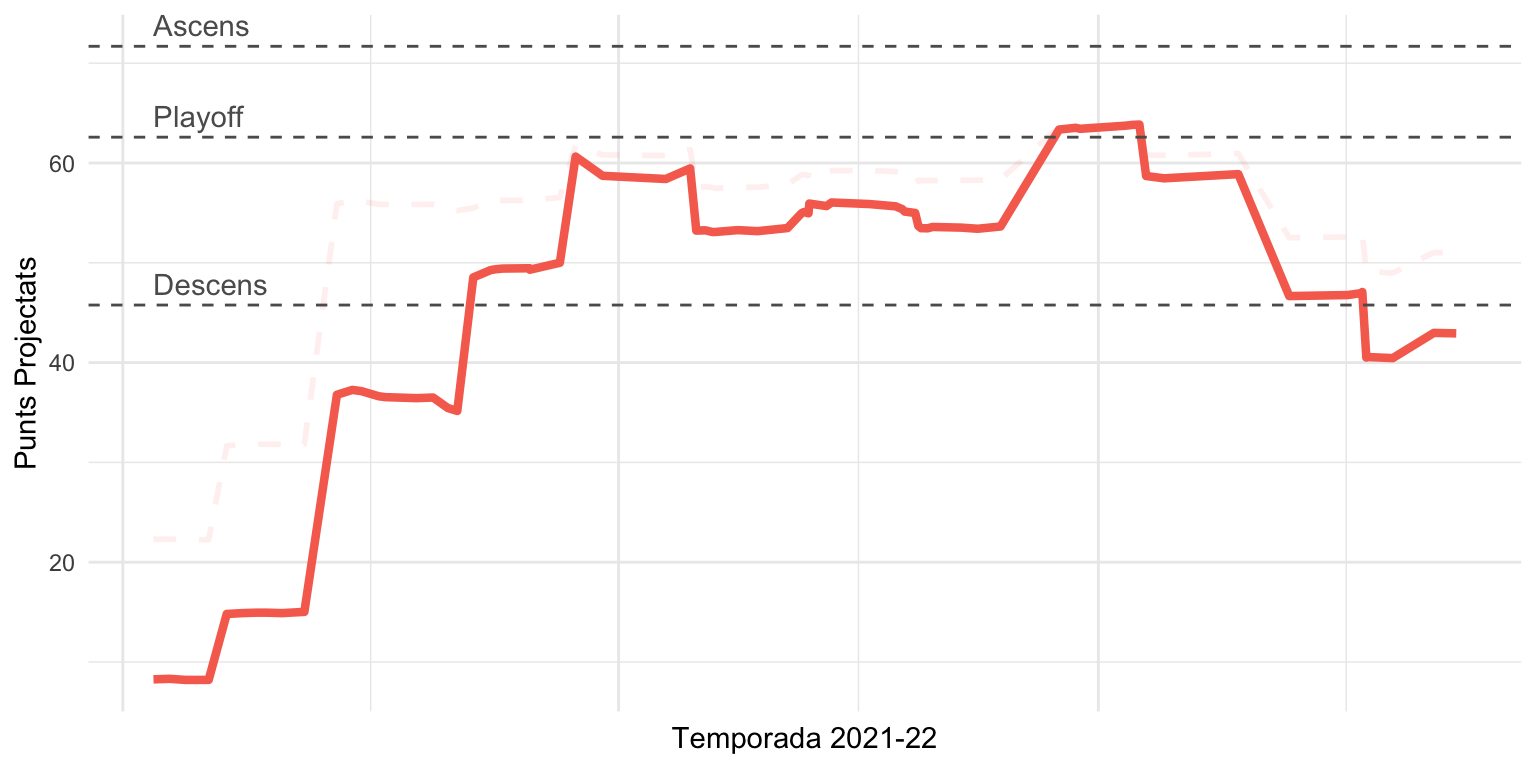 Ascens
Playoff
60
Descens
40
20
Punts Projectats
Temporada 2021-22